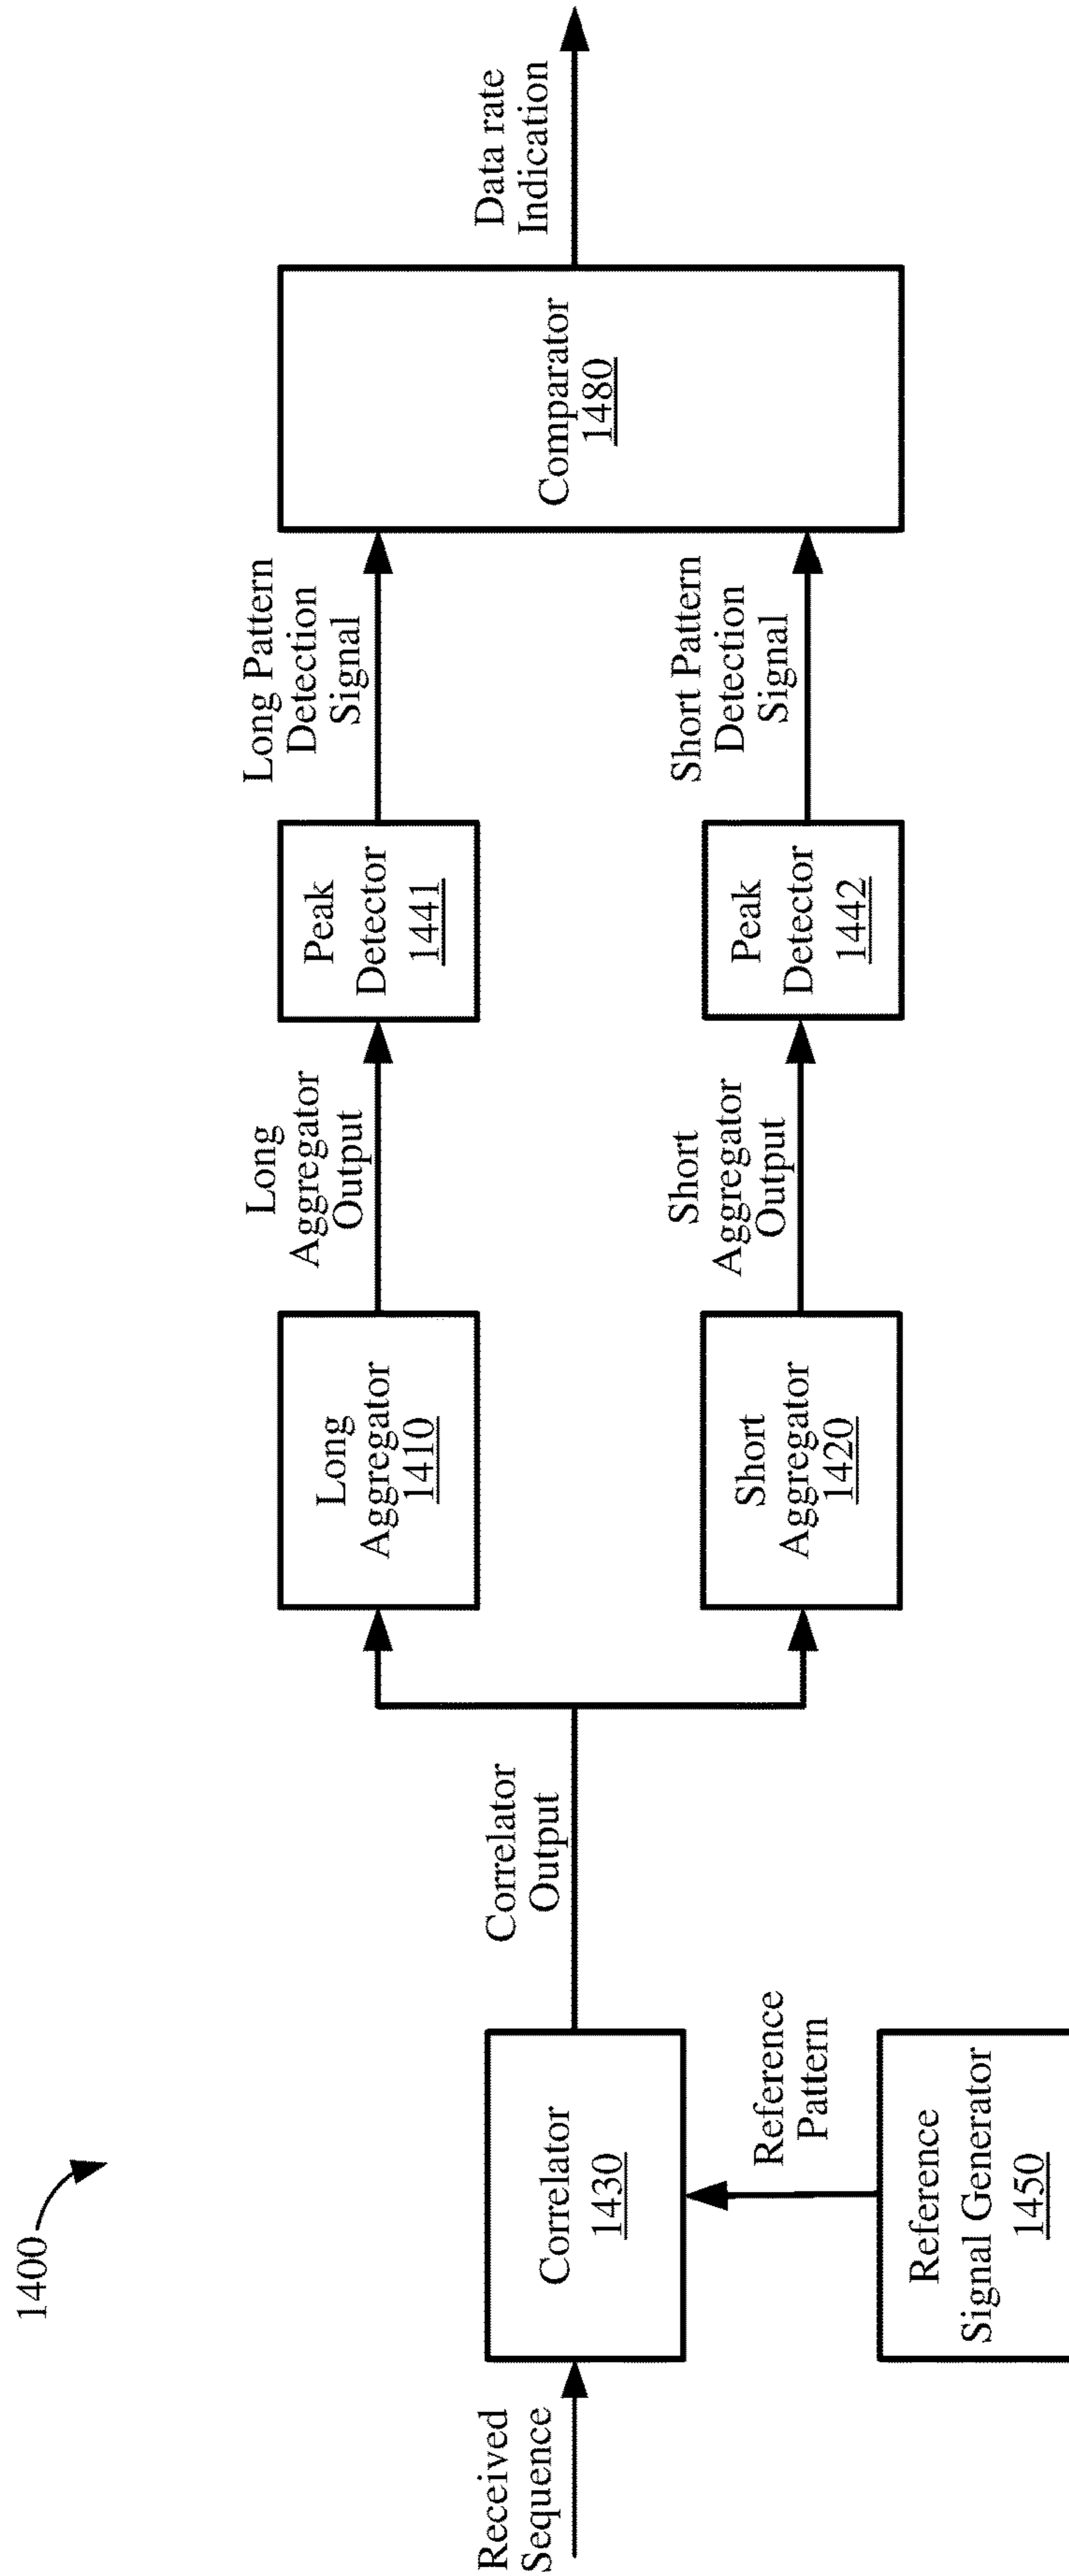 1400
Received
Sequence
Correlator
1430
Reference
Pattern
Reference
Signal Generator
1450
Correlator
Output
Long
Aggregator
1410
Short
Aggregator
1420
Long
Aggregator
Output
Short
Aggregator
Output
Peak
Detector
1441
Peak
Detector
1442
Long Pattern
Detection
Signal
Short Pattern
Detection
Signal
Comparator
1480
Data rate
Indication